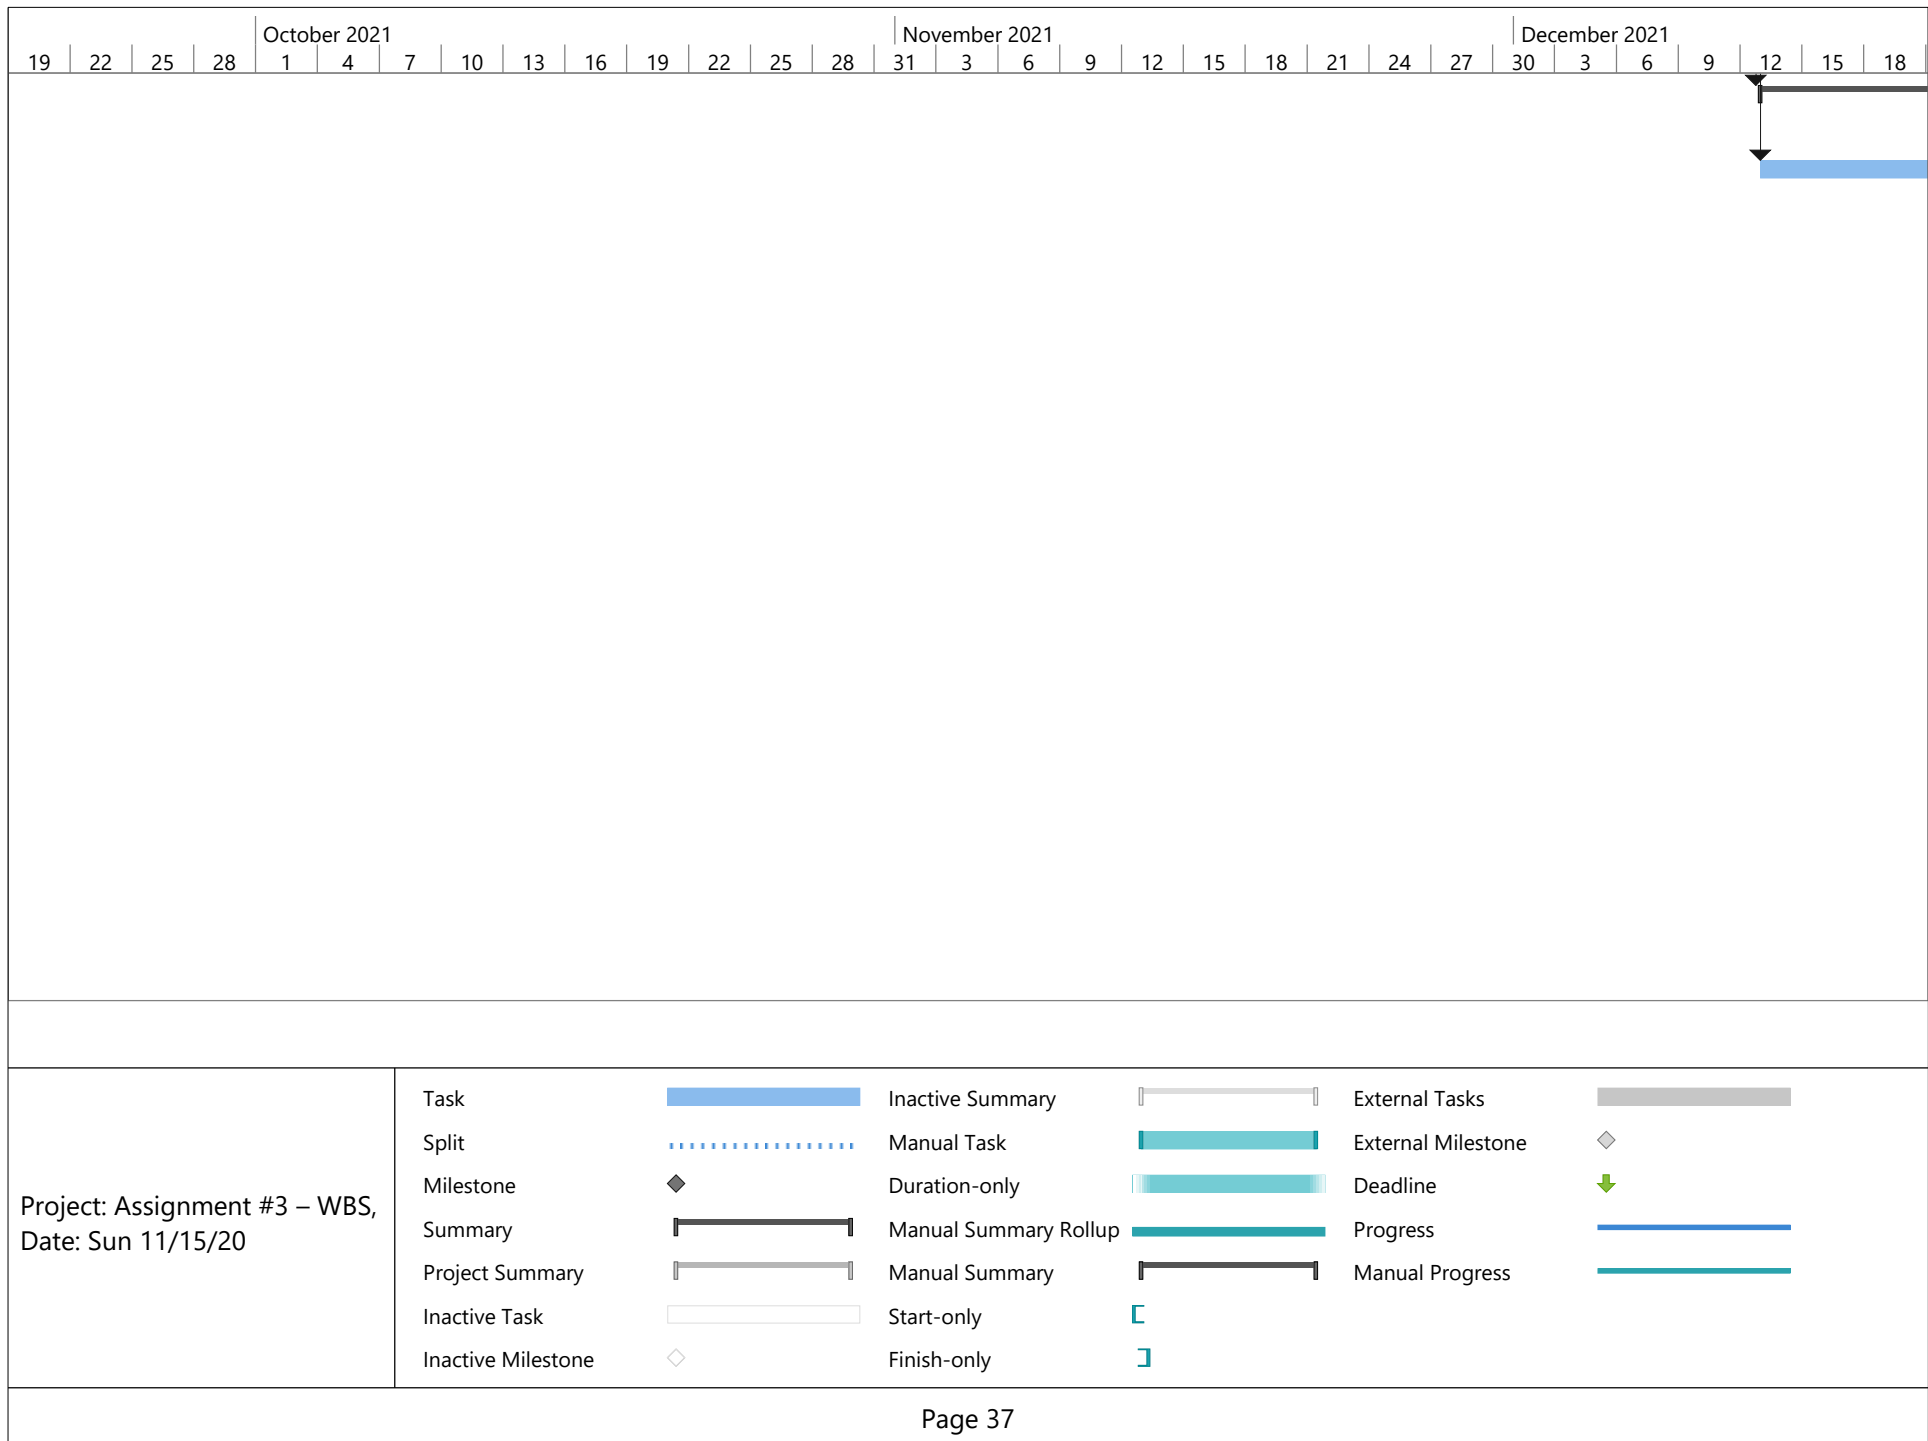 October 2021 November 2021 December 2021
19 22 25 28 1 4 7 10 13 16 19 22 25 28 31 3 6 9 12 15 18 21 24 27 30 3 6 9 12 15 18
Project: Assignment #3 – WBS,
Date: Sun 11/15/20
Task
Split
Milestone
Summary
Project Summary
Inactive Task
Inactive Milestone
Inactive Summary
Manual Task
Duration-only
Manual Summary Rollup
Manual Summary
Start-only
Finish-only
External Tasks
External Milestone
Deadline
Progress
Manual Progress
Page 37